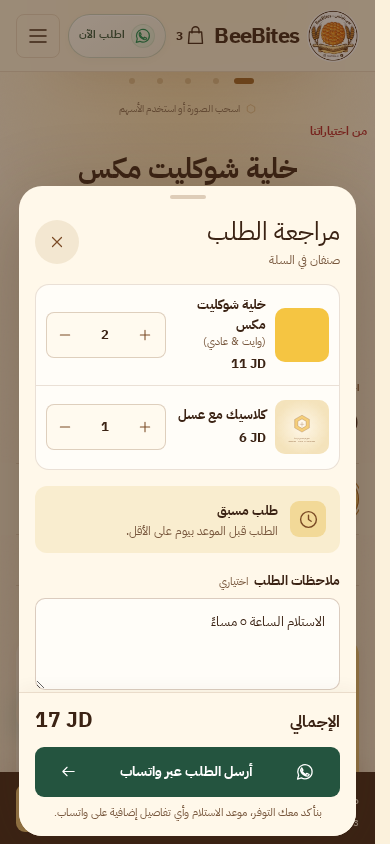 BeeBites
3
اطلب الآن
اسحب الصورة أو استخدم الأسهم
من اختياراتنا
خلية شوكليت مكس
مراجعة الطلب
صنفان في السلة
خلية شوكليت
مكس
(وايت & عادي)
11 JD
2
كلاسيك مع عسل
6 JD
1
طلب مسبق
الطلب قبل الموعد بيوم على الأقل.
ملاحظات الطلب اختياري
الاستلام الساعة ٥ مساءً
الإجمالي
17 JD
أرسل الطلب عبر واتساب
بنأكد معك التوفر، موعد الاستلام وأي تفاصيل إضافية على واتساب.